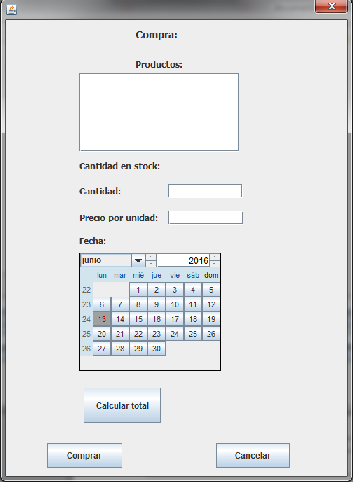 Compra:
Productos:
Cantidad en stock:
Cantidad:
Precio por unidad:
Fecha:
junio 2016
lun mar mié jue vie sáb dom
22 1 2 3 4 5
23 6 7 8 9 10 11 12
24 13 14 15 16 17 18 19
25 20 21 22 23 24 25 26
26 27 28 29 30
Calcular total
Comprar Cancelar